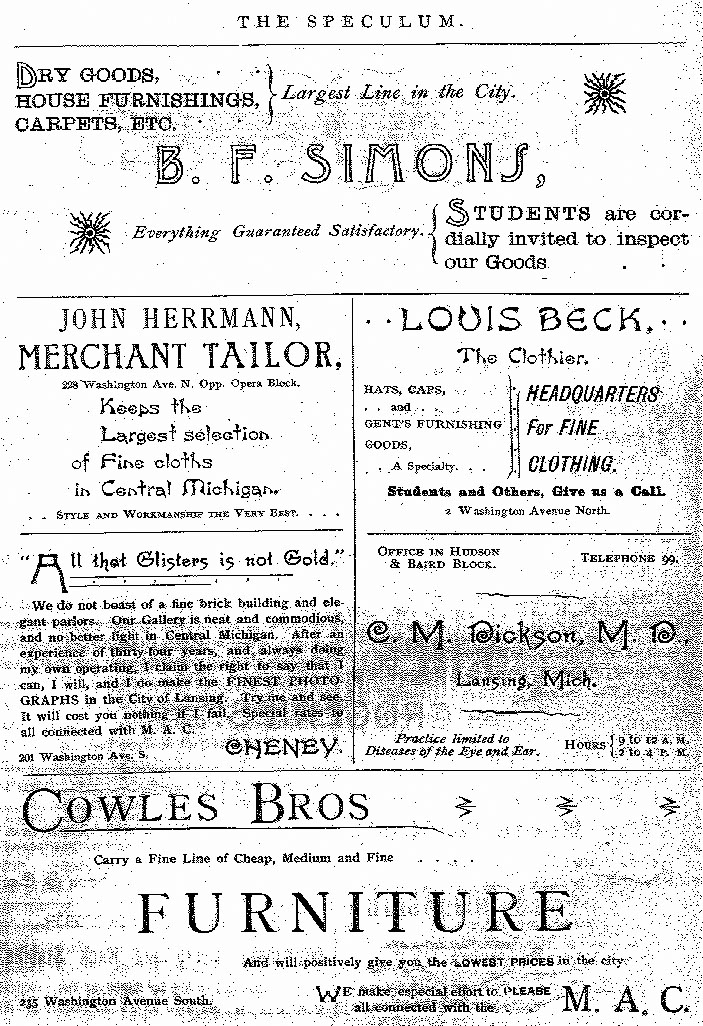 THE SPECULUM.
DRY GOODS,
HOUSE FURNISHINGS,
CARPETS, ETC.
Largest Line in the City.
B. F. SIMONS,
Everything Guaranteed Satisfactory.
STUDENTS are cor-
dially invited to inspect
our Goods.
JOHN HERRMANN,
MERCHANT TAILOR,
228 Washington Ave. N. Opp. Opera Block.
Keeps the
Largest selection
of Fine cloths
in Central Michigan.
. . STYLE AND WORKMANSHIP THE VERY BEST. . . .
"All that Glisters is not Gold."
We do not boast of a fine brick building and ele-
gant parlors. Our Gallery is neat and commodious,
and no better light in Central Michigan. After an
experience of thirty-four years, and always doing
my own operating, I claim the right to say that I
can, I will, and I do make the FINEST PHOTO-
GRAPHS in the City of Lansing. Try me and see.
It will cost you nothing if I fail. Special rates to
all connected with M. A. C.
CHENEY.
201 Washington Ave. S.
. . LOUIS BECK, . .
The Clothier.
HATS, CAPS,
. . and . .
GENT'S FURNISHING
GOODS,
. . A Specialty. . .
HEADQUARTERS
For FINE
CLOTHING.
Students and Others, Give us a Call.
2 Washington Avenue North.
OFFICE IN HUDSON
& BAIRD BLOCK.
TELEPHONE 99.
C. M. Dickson, M. D.
Lansing, Mich.
Practice limited to
Diseases of the Eye and Ear.
HOURS
9 to 12 A. M.
2 to 4 P. M.
COWLES BROS
Carry a Fine Line of Cheap, Medium and Fine . . . .
FURNITURE
And will positively give you the LOWEST PRICES in the city.
235 Washington Avenue South.
WE make especial effort to PLEASE
all connected with the
M. A. C.